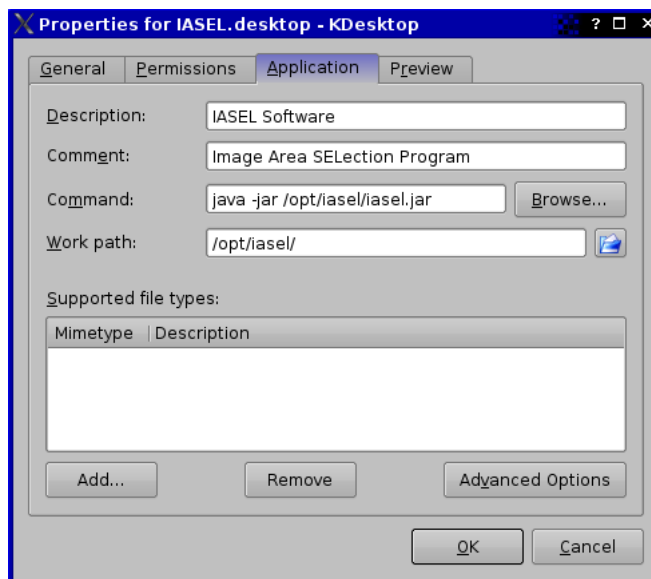 Properties for IASEL.desktop - KDesktop ?
General Permissions Application Preview
Description: IASEL Software
Comment: Image Area SELection Program
Command: java -jar /opt/iasel/iasel.jar Browse...
Work path: /opt/iasel/
Supported file types:
Mimetype Description
Add... Remove Advanced Options
OK Cancel